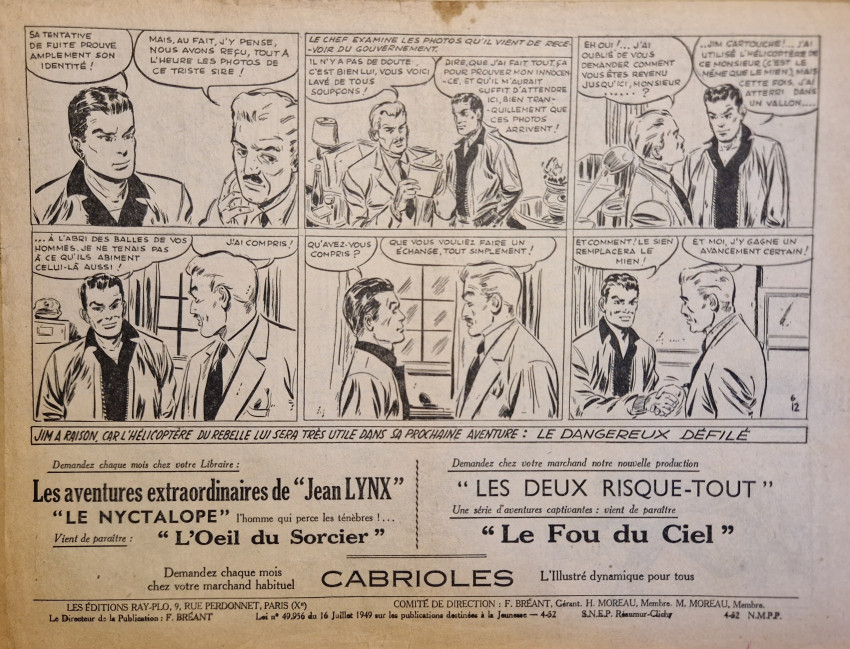 SA TENTATIVE
DE FUITE PROUVE
AMPLEMENT SON
IDENTITÉ !
MAIS, AU FAIT, J'Y PENSE,
NOUS AVONS REÇU, TOUT À
L'HEURE LES PHOTOS DE
CE TRISTE SIRE !
LE CHEF EXAMINE LES PHOTOS QU'IL VIENT DE RECE-
VOIR DU GOUVERNEMENT.
IL N'Y A PAS DE DOUTE,
C'EST BIEN LUI, VOUS VOICI
LAVÉ DE TOUS
SOUPÇONS !
DIRE, QUE J'AI FAIT TOUT ÇA
POUR PROUVER MON INNOCEN-
CE, ET QU'IL M'AURAIT
SUFFIT D'ATTENDRE
ICI, BIEN TRAN-
QUILLEMENT QUE
CES PHOTOS
ARRIVENT !
EH OUI !... J'AI
OUBLIÉ DE VOUS
DEMANDER COMMENT
VOUS ÊTES REVENU
JUSQU'ICI, MONSIEUR
..... ?
...JIM CARTOUCHE !... J'AI
UTILISÉ L'HÉLICOPTÈRE DE
CE MONSIEUR (C'EST LE
MÊME QUE LE MIEN), MAIS
CETTE FOIS, J'AI
ATTERRI DANS
UN VALLON....
... À L'ABRI DES BALLES DE VOS
HOMMES. JE NE TENAIS PAS
À CE QU'ILS ABIMENT
CELUI-LÀ AUSSI !
J'AI COMPRIS !
QU'AVEZ-VOUS
COMPRIS ?
QUE VOUS VOULIEZ FAIRE UN
ÉCHANGE, TOUT SIMPLEMENT !
ET COMMENT ! LE SIEN
REMPLACERA LE
MIEN !
ET MOI, J'Y GAGNE UN
AVANCEMENT CERTAIN !
6
12
JIM A RAISON, CAR L'HÉLICOPTÈRE DU REBELLE LUI SERA TRÈS UTILE DANS SA PROCHAINE AVENTURE : LE DANGEREUX DÉFILÉ
Demandez chaque mois chez votre Libraire :
Les aventures extraordinaires de "Jean LYNX"
"LE NYCTALOPE" l'homme qui perce les ténèbres !...
Vient de paraître : "L'Oeil du Sorcier"
Demandez chez votre marchand notre nouvelle production
"LES DEUX RISQUE-TOUT"
Une série d'aventures captivantes : vient de paraître
"Le Fou du Ciel"
Demandez chaque mois
chez votre marchand habituel
CABRIOLES
L'Illustré dynamique pour tous
LES ÉDITIONS RAY-PLO, 9, RUE PERDONNET, PARIS (Xe) COMITÉ DE DIRECTION : F. BRÉANT, Gérant. H. MOREAU, Membre. M. MOREAU, Membre.
Le Directeur de la Publication : F. BRÉANT Loi n° 49.956 du 16 Juillet 1949 sur les publications destinées à la Jeunesse — 4-52 S.N.E.P. Réaumur-Clichy 4-52 N.M.P.P.